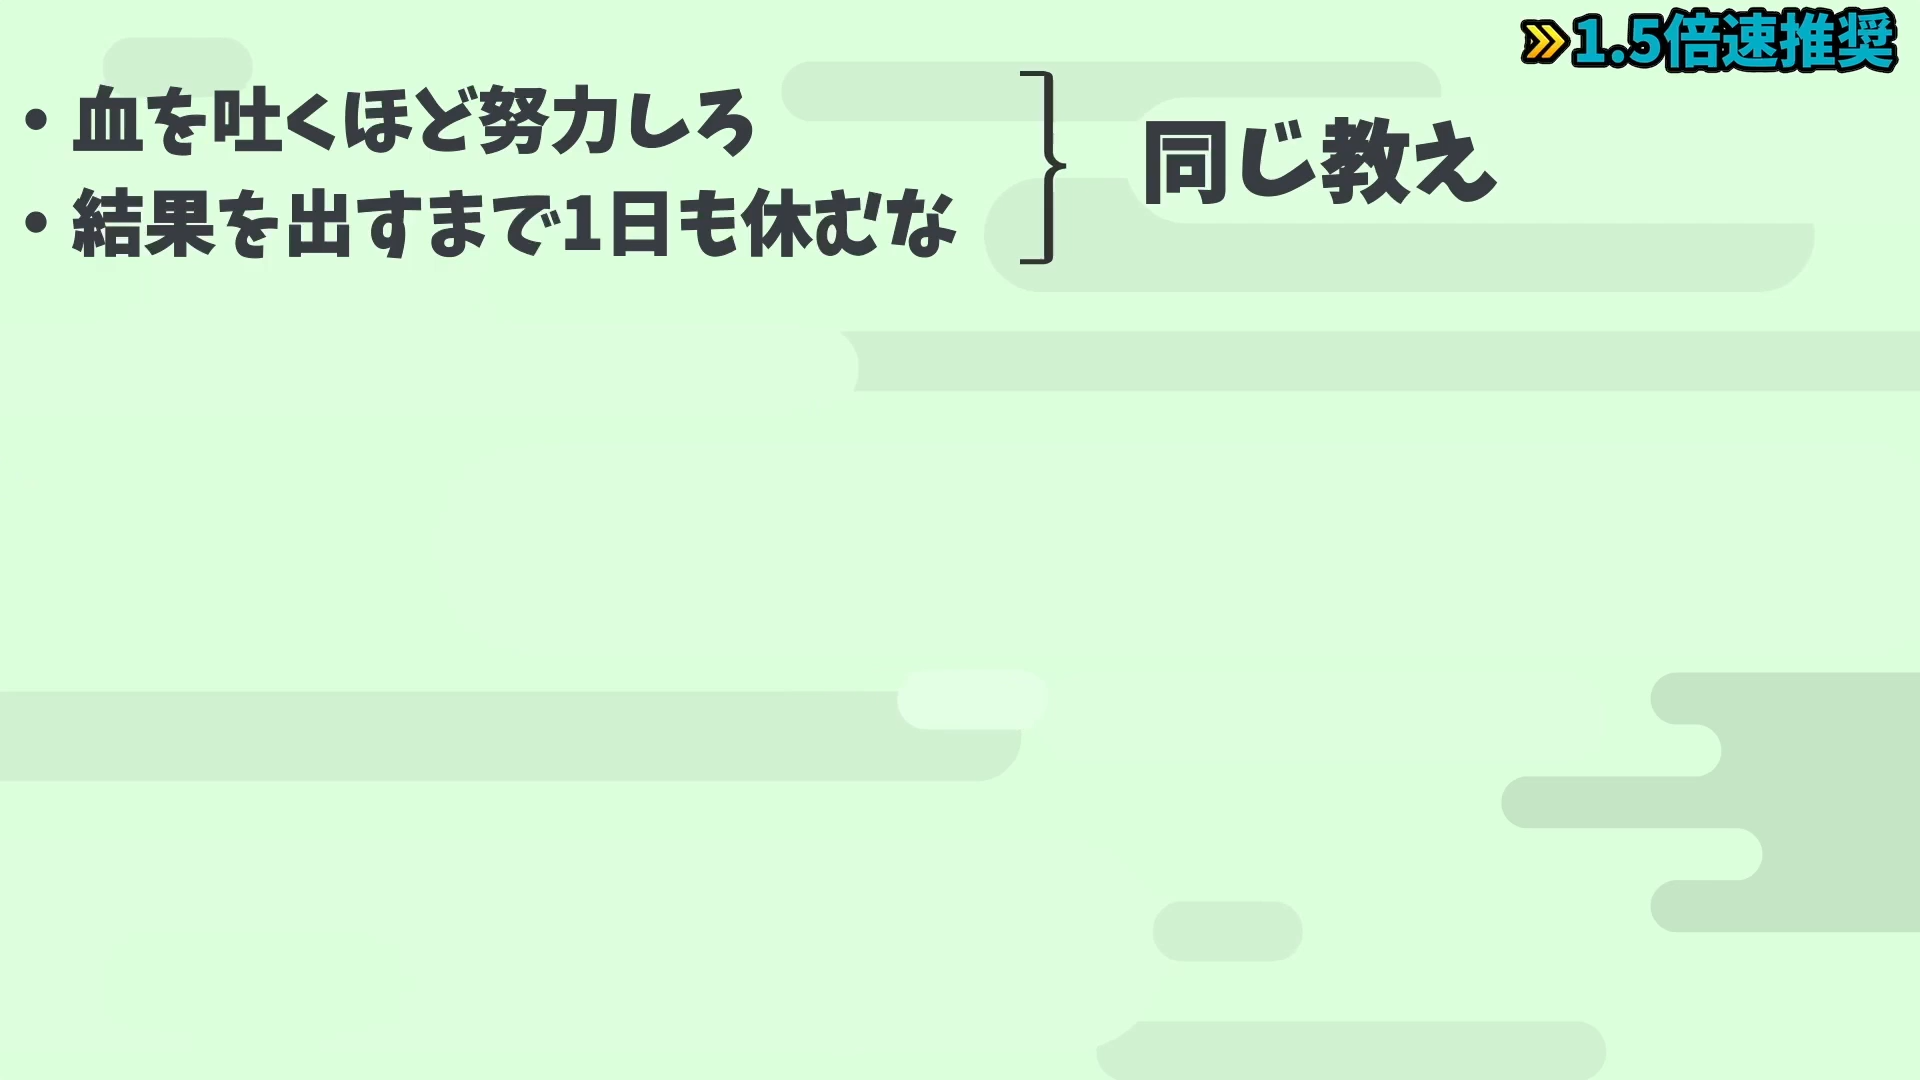 1.5倍速推奨
・血を吐くほど努力しろ
・結果を出すまで1日も休むな
同じ教え